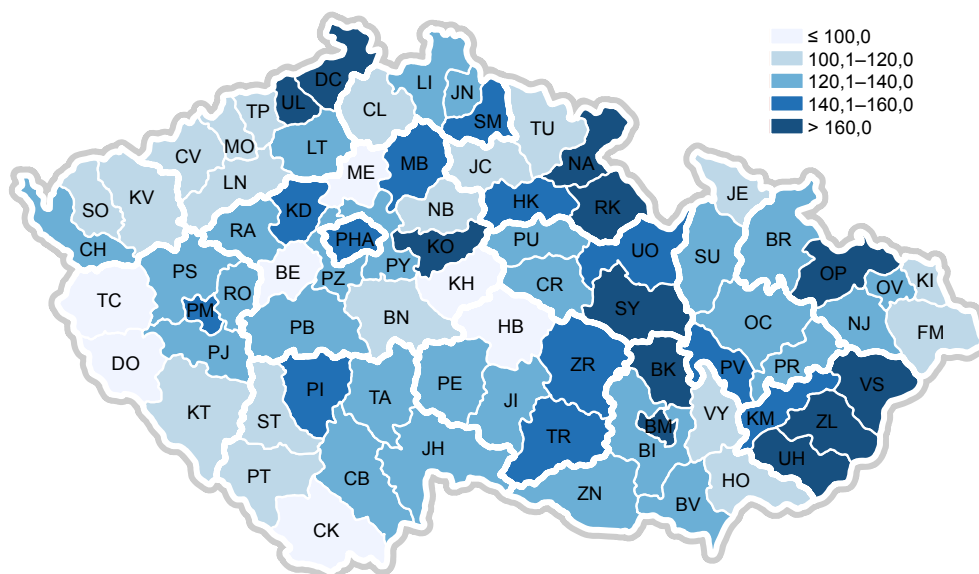 ≤ 100,0
100,1–120,0
120,1–140,0
140,1–160,0
> 160,0
DC
LI
JN
UL
TP
CL
SM
TU
MO
LT
CV
ME
MB
JC
NA
LN
JE
KV
SO
KD
NB
HK
RK
RA
PHA
KO
PU
UO
BR
CH
SU
PS
BE
PZ
PY
OP
KI
TC
RO
KH
CR
OV
PM
PB
BN
HB
SY
OC
NJ
FM
PJ
DO
ZR
BK
PV
PR
VS
PI
TA
PE
JI
KT
ST
VY
KM
ZL
BM
TR
JH
BI
UH
PT
CB
HO
ZN
BV
CK